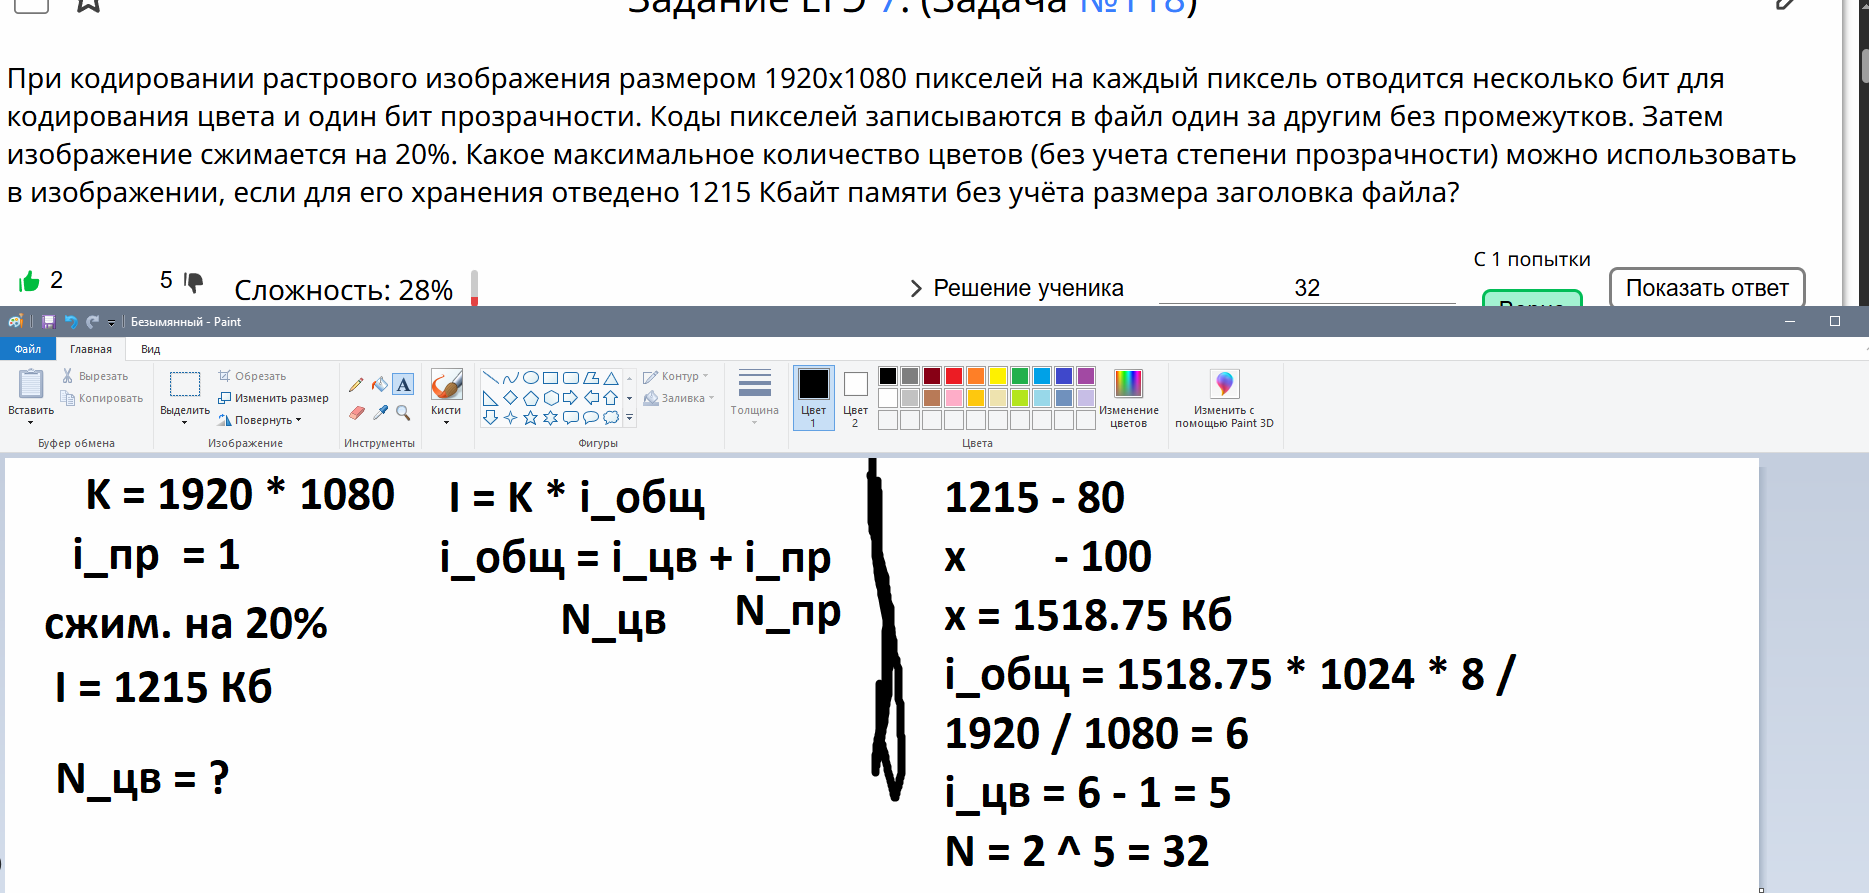 Задание ЕГЭ 7. (Задача №118)
При кодировании растрового изображения размером 1920x1080 пикселей на каждый пиксель отводится несколько бит для
кодирования цвета и один бит прозрачности. Коды пикселей записываются в файл один за другим без промежутков. Затем
изображение сжимается на 20%. Какое максимальное количество цветов (без учета степени прозрачности) можно использовать
в изображении, если для его хранения отведено 1215 Кбайт памяти без учёта размера заголовка файла?
С 1 попытки
2 5 Сложность: 28% Решение ученика 32 Показать ответ
Безымянный - Paint
Файл Главная Вид
Вставить Вырезать Копировать Выделить Обрезать Изменить размер Повернуть A Кисти Контур Заливка Толщина Цвет 1 Цвет 2 Изменение цветов Изменить с помощью Paint 3D
Буфер обмена Изображение Инструменты Фигуры Цвета
K = 1920 * 1080
i_пр = 1
сжим. на 20%
I = 1215 Кб
N_цв = ?
I = K * i_общ
i_общ = i_цв + i_пр
N_цв N_пр
1215 - 80
x - 100
x = 1518.75 Кб
i_общ = 1518.75 * 1024 * 8 /
1920 / 1080 = 6
i_цв = 6 - 1 = 5
N = 2 ^ 5 = 32